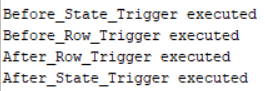 Before_State_Trigger executed
Before_Row_Trigger executed
After_Row_Trigger executed
After_State_Trigger executed